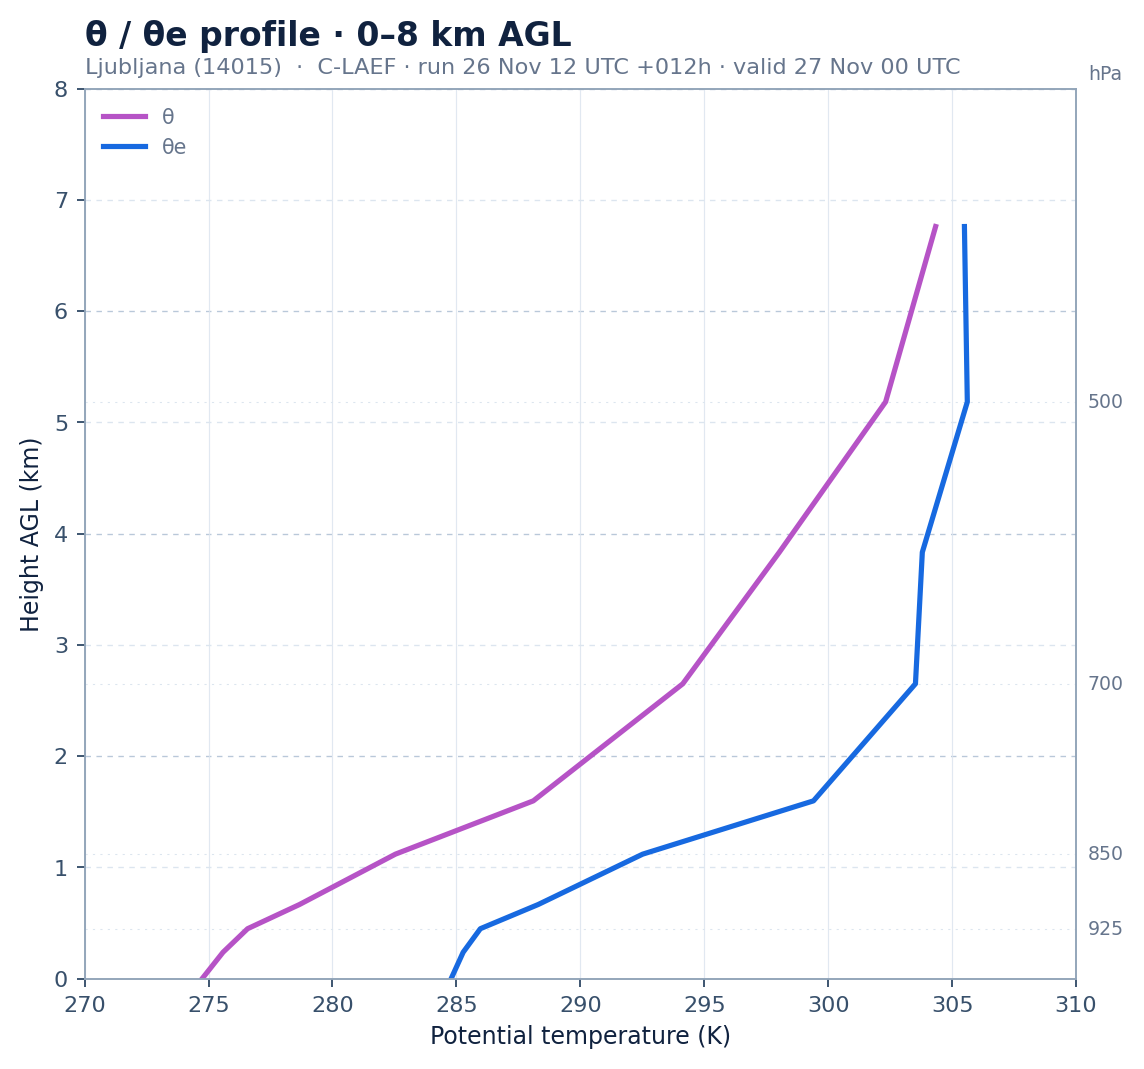 θ / θe profile · 0–8 km AGL
Ljubljana (14015)  ·  C-LAEF · run 26 Nov 12 UTC +012h · valid 27 Nov 00 UTC
hPa
θ
θe
8
7
6
5
4
3
2
1
0
Height AGL (km)
500
700
850
925
270 275 280 285 290 295 300 305 310
Potential temperature (K)